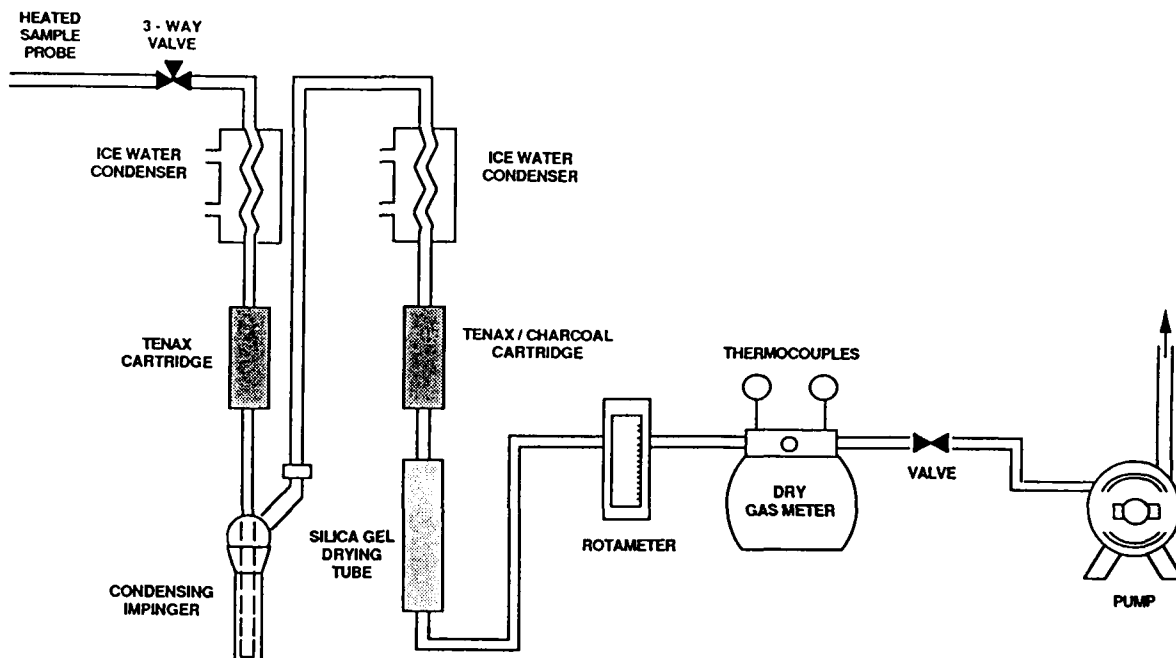 HEATED
SAMPLE
PROBE
3 - WAY
VALVE
ICE WATER
CONDENSER
ICE WATER
CONDENSER
TENAX
CARTRIDGE
TENAX / CHARCOAL
CARTRIDGE
THERMOCOUPLES
VALVE
DRY
GAS METER
ROTAMETER
SILICA GEL
DRYING
TUBE
CONDENSING
IMPINGER
PUMP